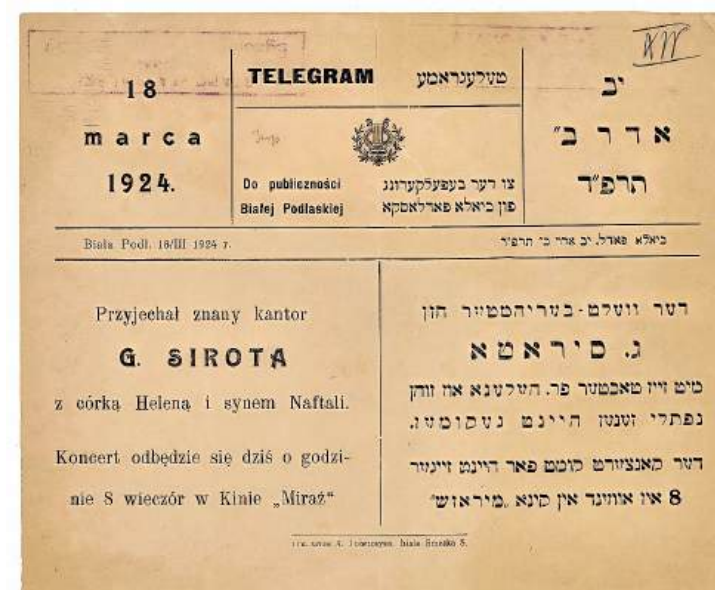 18
marca
1924.
TELEGRAM
טעלעגראמע
יב
אדר ב״
תרפ״ד
Do publiczności
Białej Podlaskiej
צו דער בעפעלקערונג
פון ביאלא פאדלאסקא
Biała Podl. 18/III 1924 r.
ביאלא פאדל. יב אדר ב׳ תרפ״ד
Przyjechał znany kantor
G. SIROTA
z córką Heleną i synem Naftali.
Koncert odbędzie się dziś o godzi-
nie 8 wieczór w Kinie „Miraż”
דער וועלט-בעריהמטער חזן
ג. סיראטא
מיט זיין טאכטער פר. העלענא און זוהן
נפתלי זענען היינט געקומען.
דער קאנצערט קומט פאר היינט זייגער
8 אין אווענד אין קינא „מיראזש״